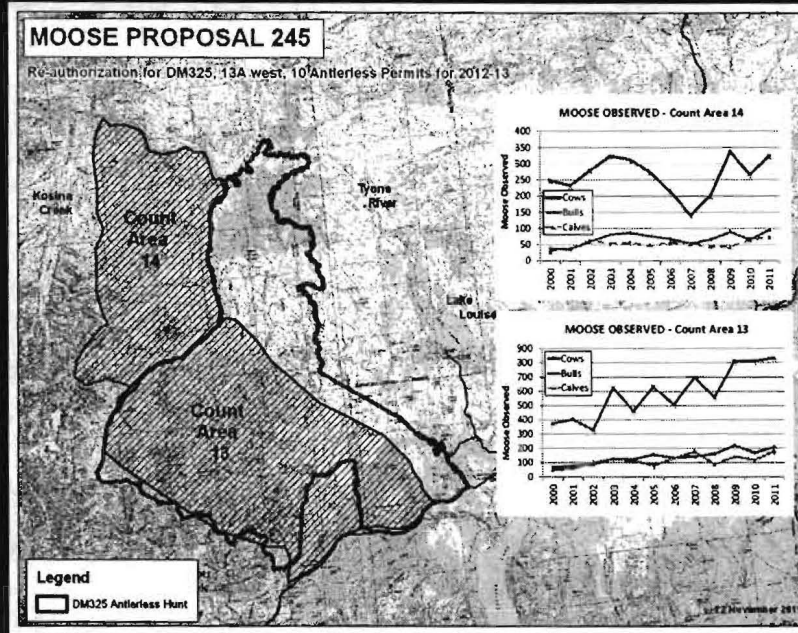 MOOSE PROPOSAL 245
Re-authorization for DM325, 13A west, 10 Antlerless Permits for 2012-13
Kosina
Creek
Count
Area
14
Tyone
River
Lake
Louise
Count
Area
13
MOOSE OBSERVED - Count Area 14
Moose Observed
400
350
300
250
200
150
100
50
0
Cows
Bulls
Calves
2000
2001
2002
2003
2004
2005
2006
2007
2008
2009
2010
2011
MOOSE OBSERVED - Count Area 13
Moose Observed
900
800
700
600
500
400
300
200
100
0
Cows
Bulls
Calves
2000
2001
2002
2003
2004
2005
2006
2007
2008
2009
2010
2011
Legend
DM325 Antlerless Hunt
22 November 201